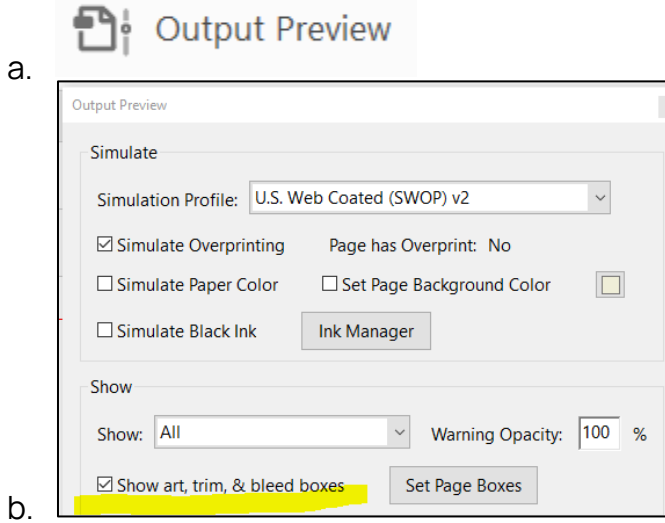 Output Preview
a.
Output Preview
Simulate
Simulation Profile: U.S. Web Coated (SWOP) v2
Simulate Overprinting Page has Overprint: No
Simulate Paper Color Set Page Background Color
Simulate Black Ink Ink Manager
Show
Show: All Warning Opacity: 100 %
Show art, trim, & bleed boxes Set Page Boxes
b.